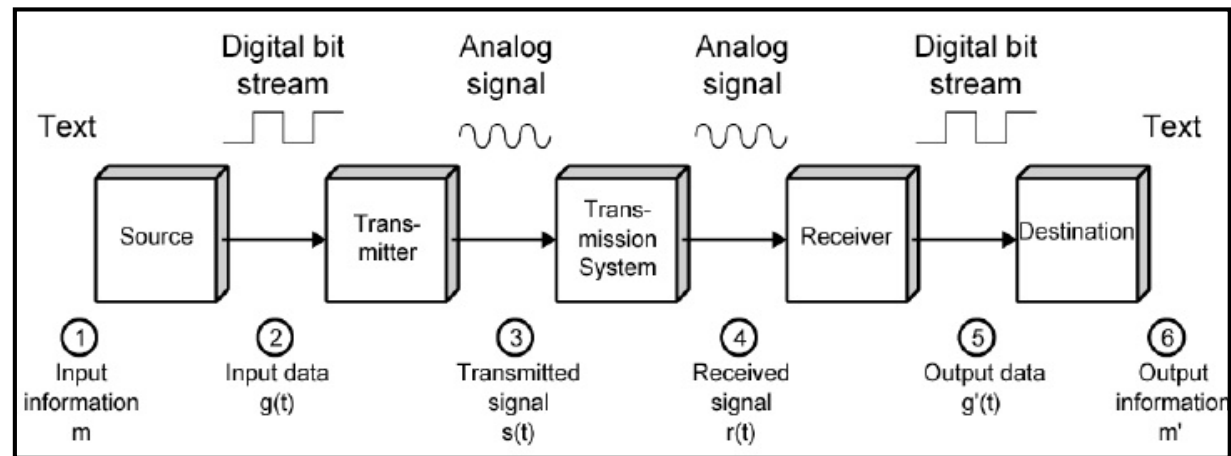 Digital bit
stream
Analog
signal
Analog
signal
Digital bit
stream
Text
Text
Source
Trans-
mitter
Trans-
mission
System
Receiver
Destination
1
Input
information
m
2
Input data
g(t)
3
Transmitted
signal
s(t)
4
Received
signal
r(t)
5
Output data
g'(t)
6
Output
information
m'